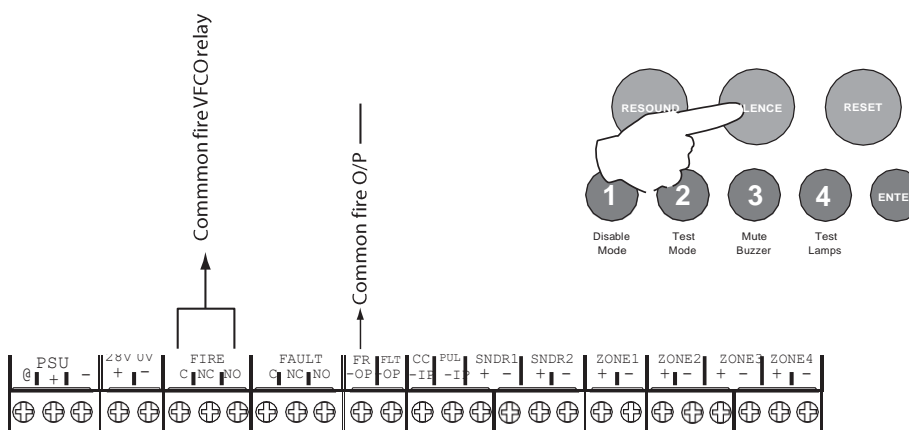 Commmon fire VFCO relay
Common fire O/P
RESOUND
LENCE
RESET
1
2
3
4
ENTE
Disable
Mode
Test
Mode
Mute
Buzzer
Test
Lamps
PSU
@ + -
28V 0V
+ -
FIRE
C NC NO
FAULT
C NC NO
FR FLT
-OP -OP
CC PUL
-IP -IP
SNDR1 SNDR2
+ - + -
ZONE1 ZONE2 ZONE3 ZONE4
+ - + - + - + -